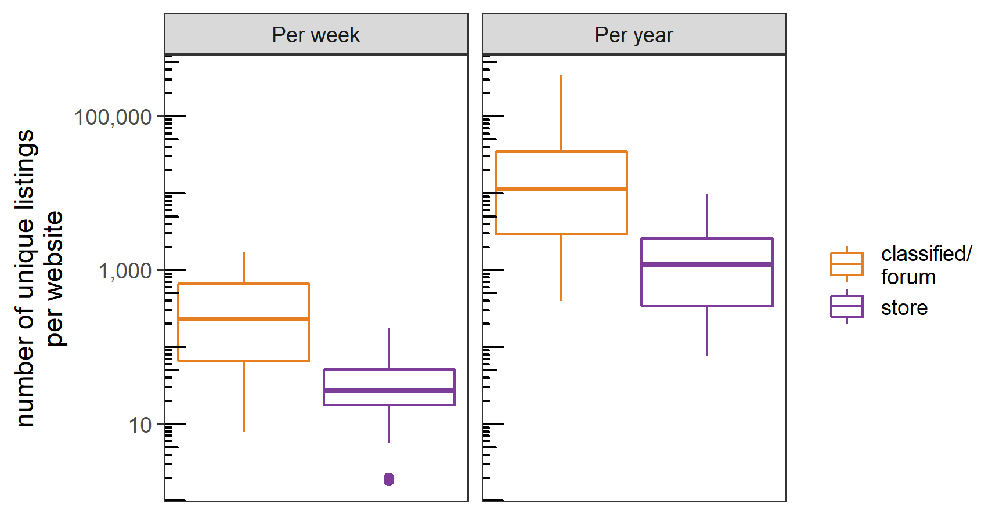 Per week
Per year
number of unique listings
per website
100,000
1,000
10
classified/
forum
store